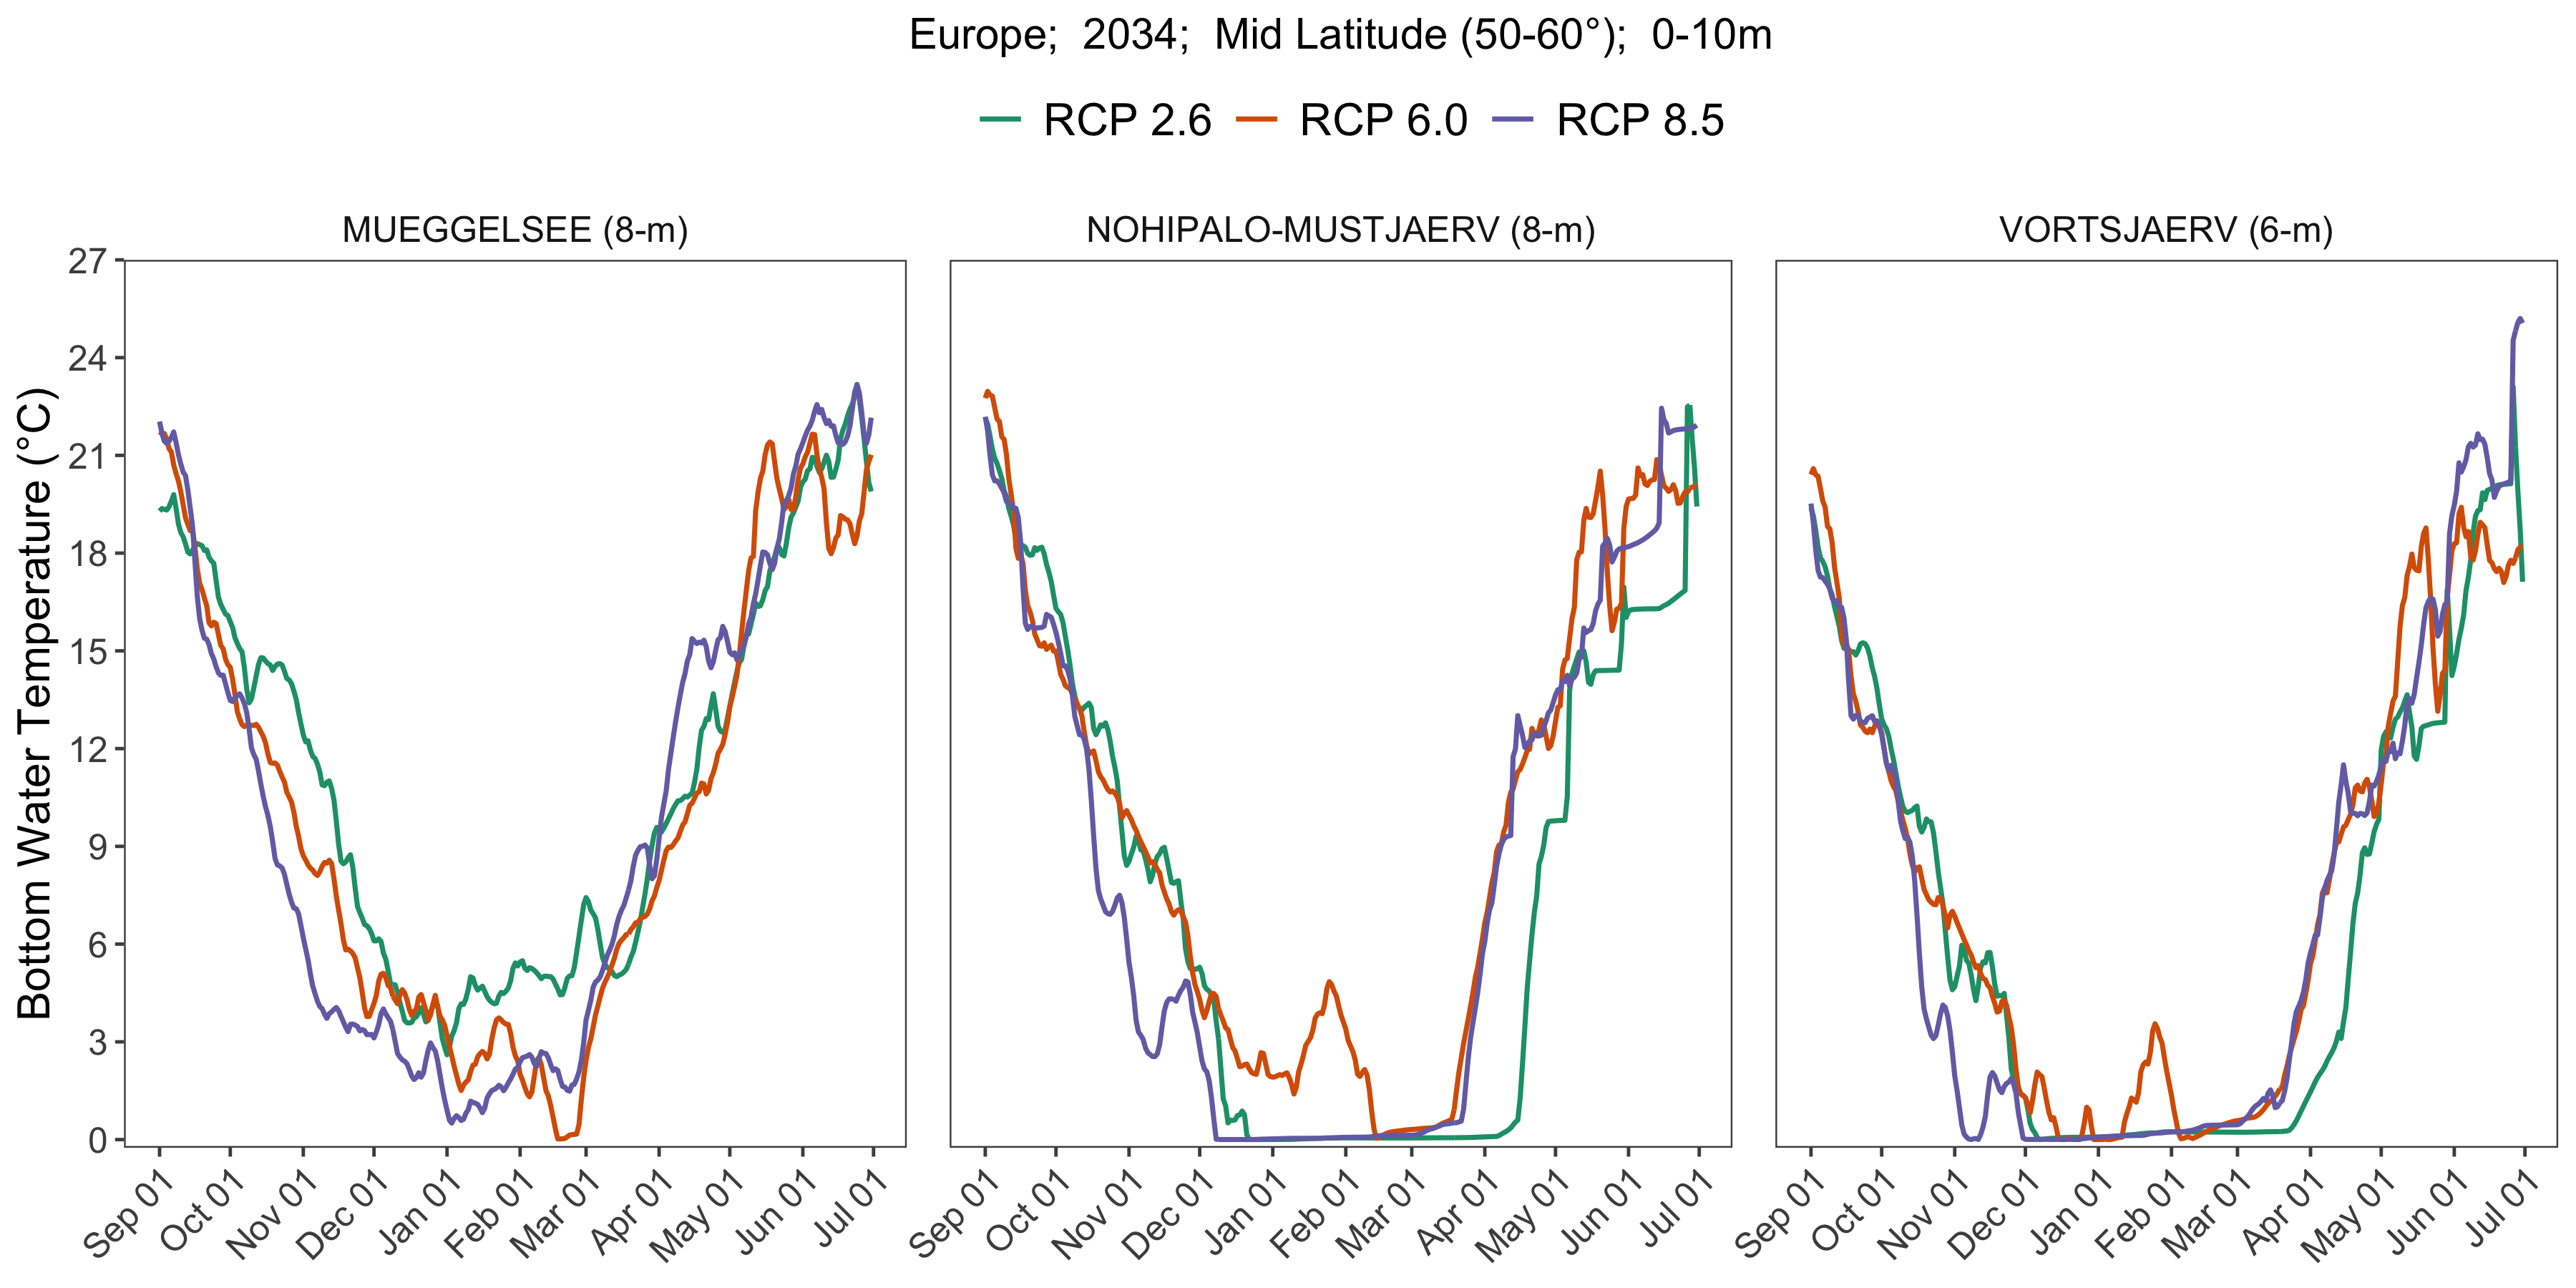 Europe;  2034;  Mid Latitude (50-60°);  0-10m
RCP 2.6 RCP 6.0 RCP 8.5
MUEGGELSEE (8-m) NOHIPALO-MUSTJAERV (8-m) VORTSJAERV (6-m)
Bottom Water Temperature (°C)
27
24
21
18
15
12
9
6
3
0
Sep 01 Oct 01 Nov 01 Dec 01 Jan 01 Feb 01 Mar 01 Apr 01 May 01 Jun 01 Jul 01 Sep 01 Oct 01 Nov 01 Dec 01 Jan 01 Feb 01 Mar 01 Apr 01 May 01 Jun 01 Jul 01 Sep 01 Oct 01 Nov 01 Dec 01 Jan 01 Feb 01 Mar 01 Apr 01 May 01 Jun 01 Jul 01